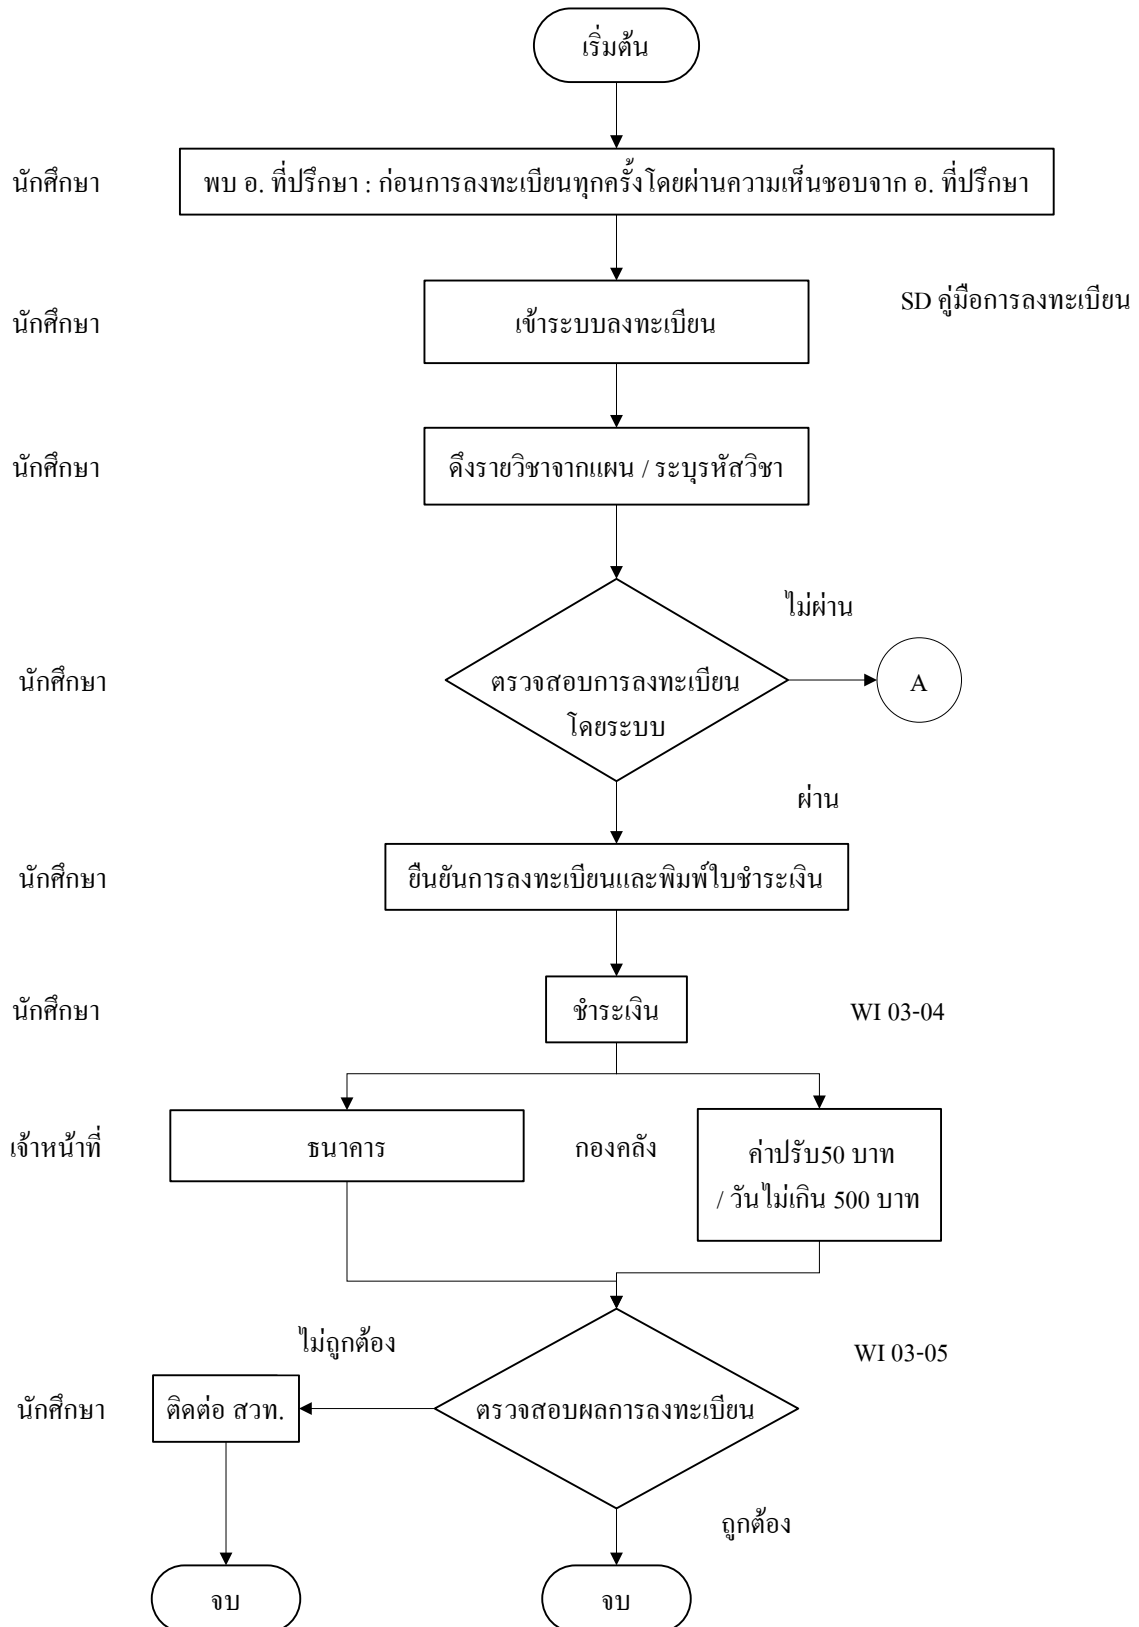 เริ่มต้น
นักศึกษา
พบ อ. ที่ปรึกษา : ก่อนการลงทะเบียนทุกครั้งโดยผ่านความเห็นชอบจาก อ. ที่ปรึกษา
SD คู่มือการลงทะเบียน
นักศึกษา
เข้าระบบลงทะเบียน
นักศึกษา
ดึงรายวิชาจากแผน / ระบุรหัสวิชา
ไม่ผ่าน
นักศึกษา
ตรวจสอบการลงทะเบียน
โดยระบบ
A
ผ่าน
นักศึกษา
ยืนยันการลงทะเบียนและพิมพ์ใบชำระเงิน
นักศึกษา
ชำระเงิน
WI 03-04
เจ้าหน้าที่
ธนาคาร
กองคลัง
ค่าปรับ50 บาท
/ วันไม่เกิน 500 บาท
ไม่ถูกต้อง
WI 03-05
นักศึกษา
ติดต่อ สวท.
ตรวจสอบผลการลงทะเบียน
ถูกต้อง
จบ
จบ